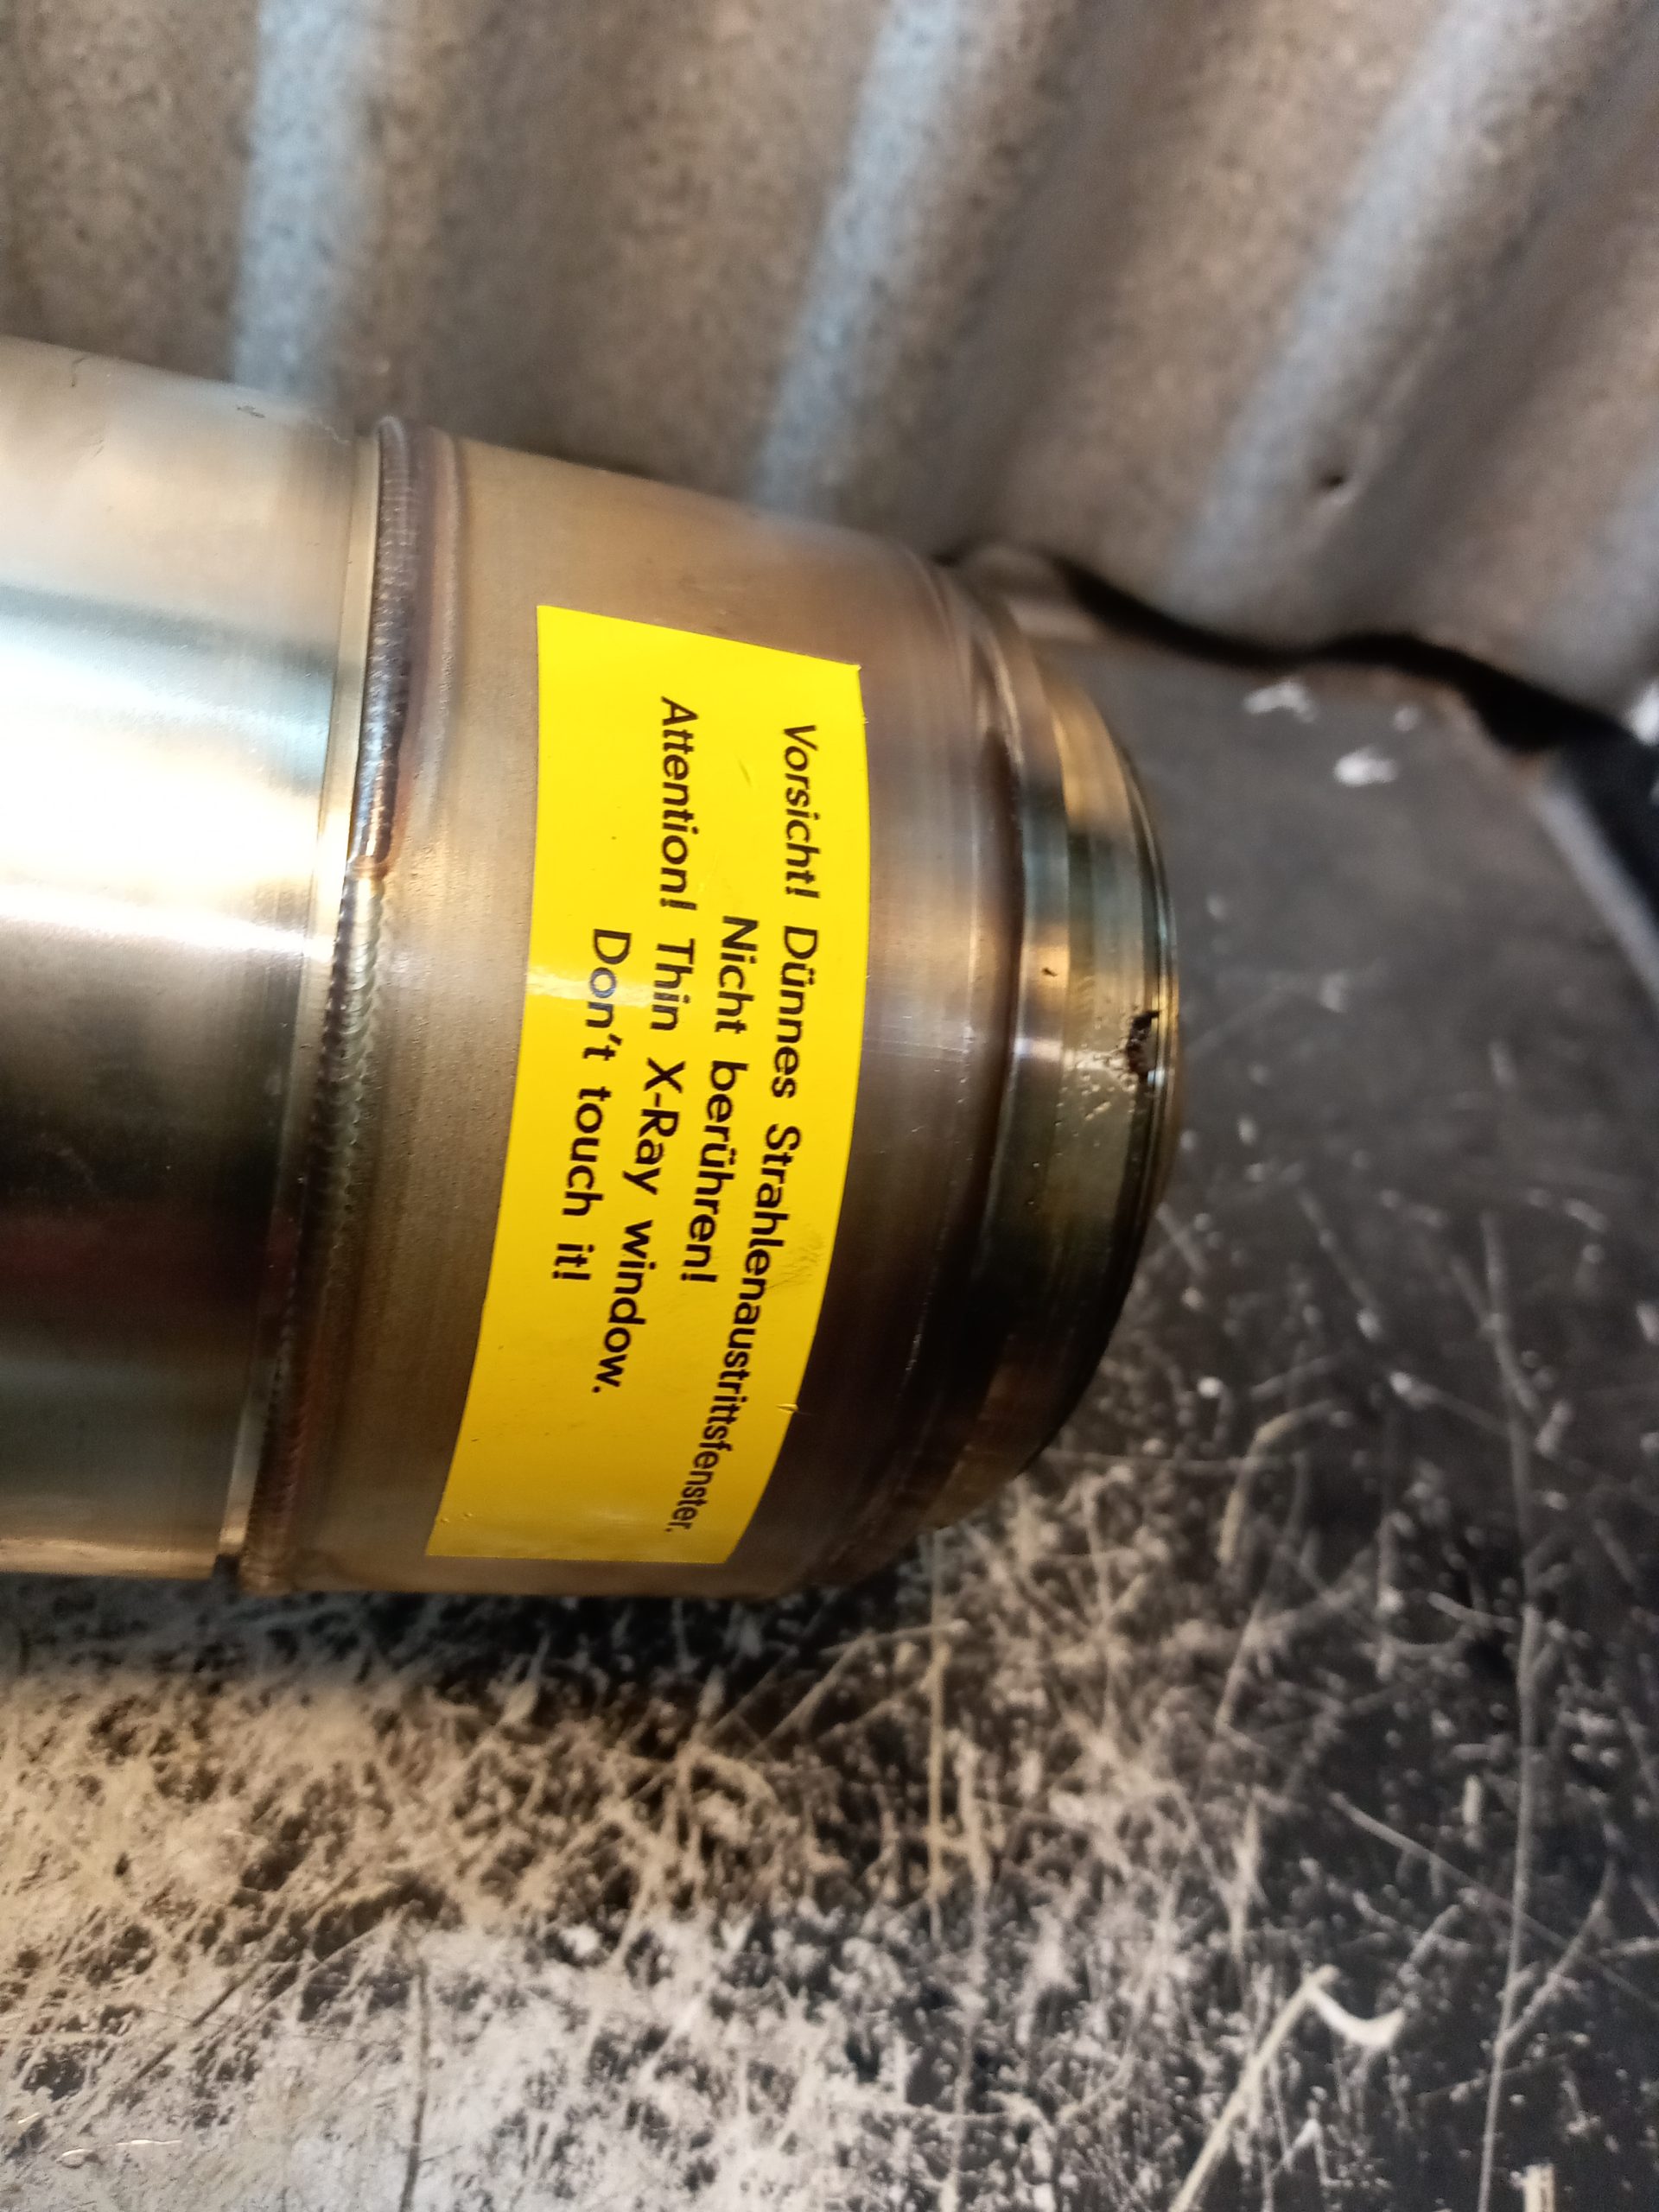 Vorsicht! Dünnes Strahlenaustrittsfenster.
Nicht berühren!
Attention! Thin X-Ray window.
Don't touch it!